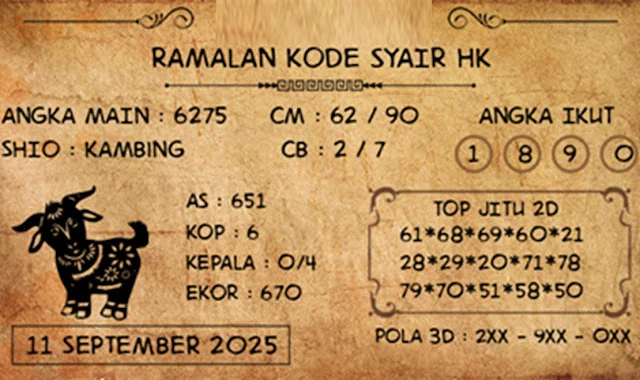 RAMALAN KODE SYAIR HK
ANGKA MAIN : 6275
CM : 62 / 90
ANGKA IKUT
SHIO : KAMBING
CB : 2 / 7
1 8 9 0
AS : 651
KOP : 6
KEPALA : 0/4
EKOR : 670
TOP JITU 2D
61*68*69*60*21
28*29*20*71*78
79*70*51*58*50
POLA 3D : 2XX - 9XX - 0XX
11 SEPTEMBER 2025